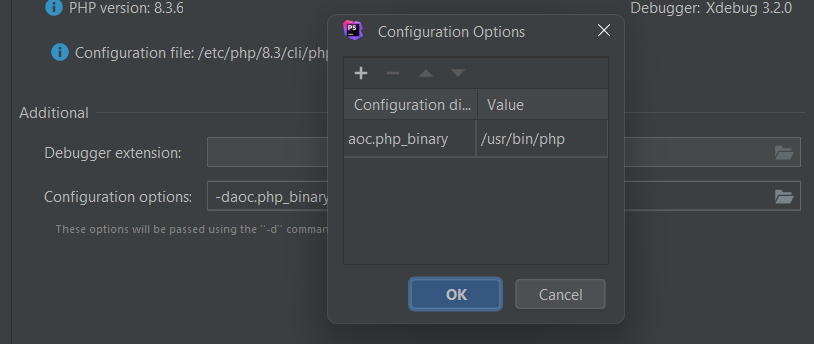 PHP version: 8.3.6
Debugger: Xdebug 3.2.0
Configuration file: /etc/php/8.3/cli/php
PS
Configuration Options
Configuration di... Value
aoc.php_binary /usr/bin/php
Additional
Debugger extension:
Configuration options: -daoc.php_binary
These options will be passed using the "-d" comman
OK Cancel